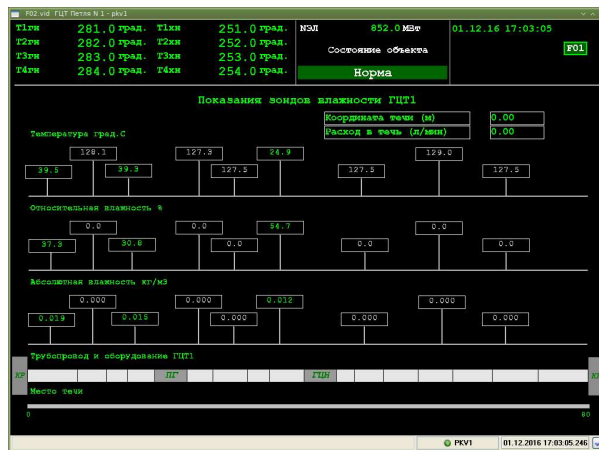 F02.vid ГЦТ Петля N 1 - pkv1
T1гн 281.0 град. T1хн 251.0 град. NЭЛ 852.0 МВт 01.12.16 17:03:05
T2гн 282.0 град. T2хн 252.0 град. Состояние объекта F01
T3гн 283.0 град. T3хн 253.0 град.
T4гн 284.0 град. T4хн 254.0 град. Норма
Показания зондов влажности ГЦТ1
Координата течи (м) 0.00
Расход в течь (л/мин) 0.00
Температура град.С
128.1 127.3 24.9 129.0
39.5 39.3 127.5 127.5 127.5
Относительная влажность %
0.0 0.0 54.7 0.0
37.3 30.8 0.0 0.0 0.0
Абсолютная влажность кг/м3
0.000 0.000 0.012 0.000
0.019 0.015 0.000 0.000 0.000
Трубопровод и оборудование ГЦТ1
КР ПГ ГЦН
Место течи
0 80
PKV1 01.12.2016 17:03:05.246